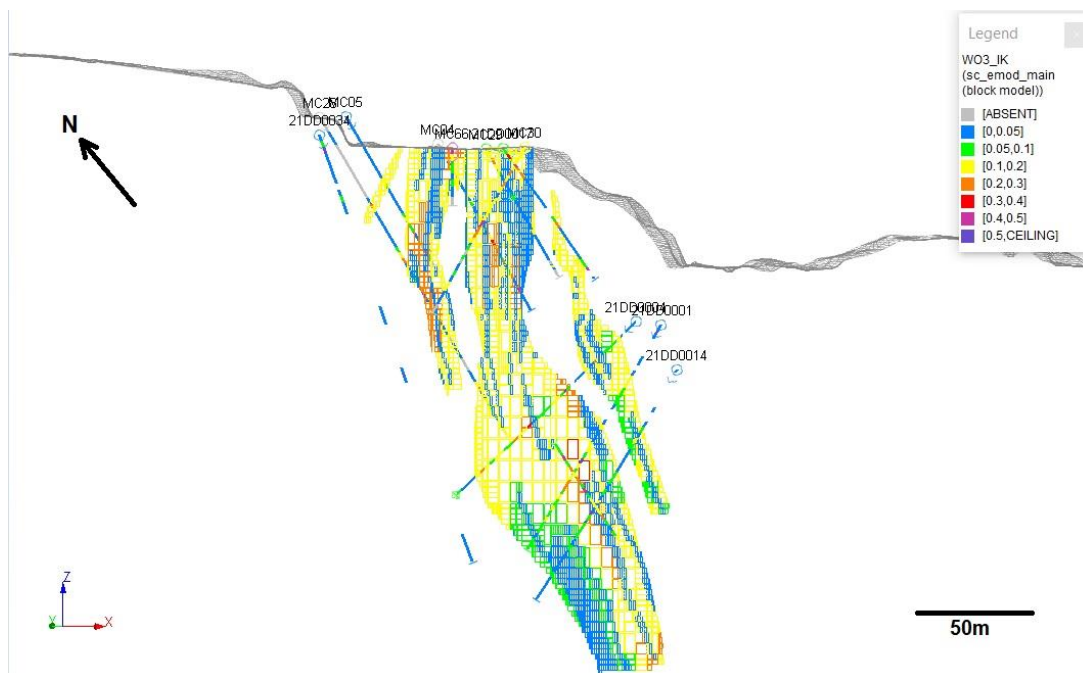 Legend
WO3_IK
(sc_emod_main
(block model))
[ABSENT]
[0,0.05]
[0.05,0.1]
[0.1,0.2]
[0.2,0.3]
[0.3,0.4]
[0.4,0.5]
[0.5,CEILING]
N
MC05
21DD0034
MC04
MC66
21DD0004
21DD0001
21DD0014
Z
Y
X
50m